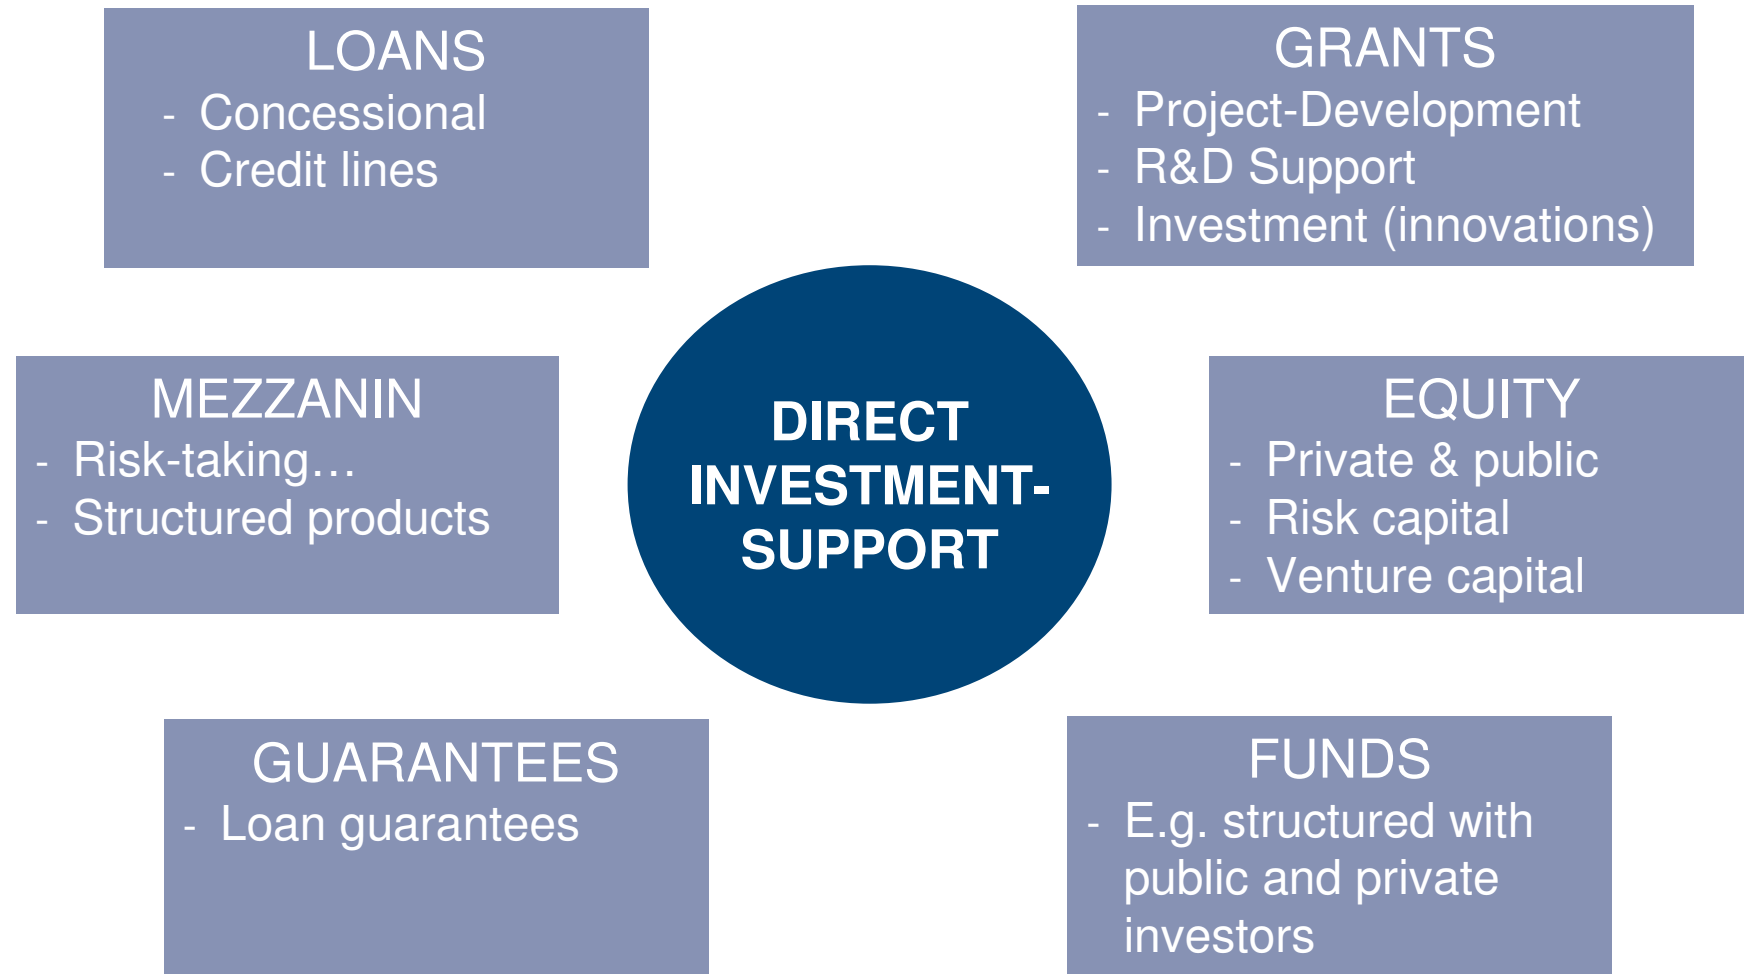 LOANS
- Concessional
- Credit lines
GRANTS
- Project-Development
- R&D Support
- Investment (innovations)
MEZZANIN
- Risk-taking…
- Structured products
DIRECT
INVESTMENT-
SUPPORT
EQUITY
- Private & public
- Risk capital
- Venture capital
GUARANTEES
- Loan guarantees
FUNDS
- E.g. structured with
public and private
investors